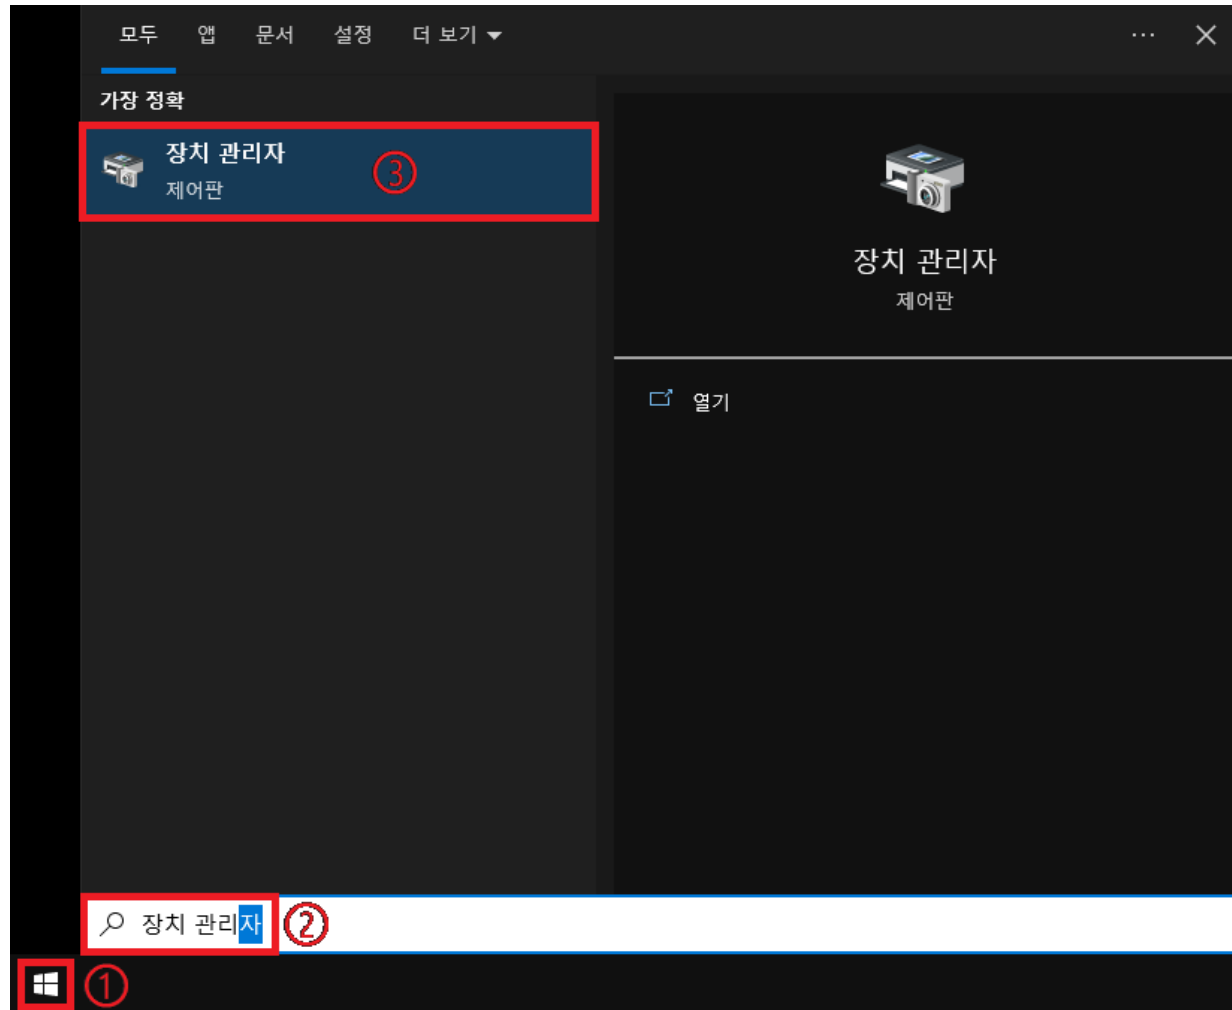 모두 앱 문서 설정 더 보기
가장 정확
장치 관리자
제어판
③
장치 관리자
제어판
열기
장치 관리자
②
①